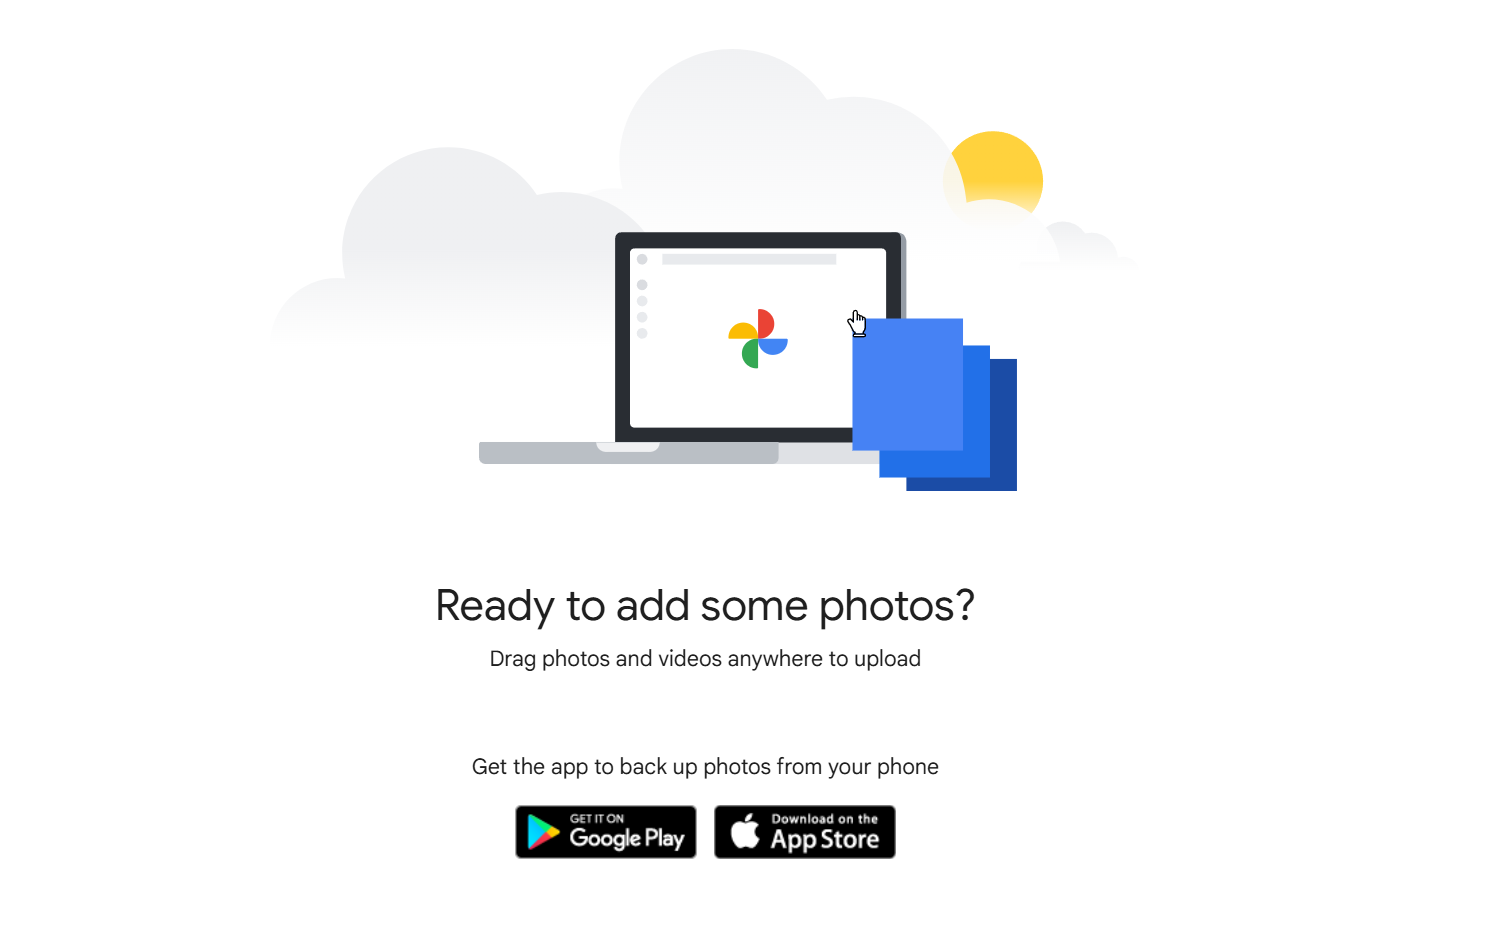 Ready to add some photos?
Drag photos and videos anywhere to upload
Get the app to back up photos from your phone
GET IT ON
Google Play
Download on the
App Store